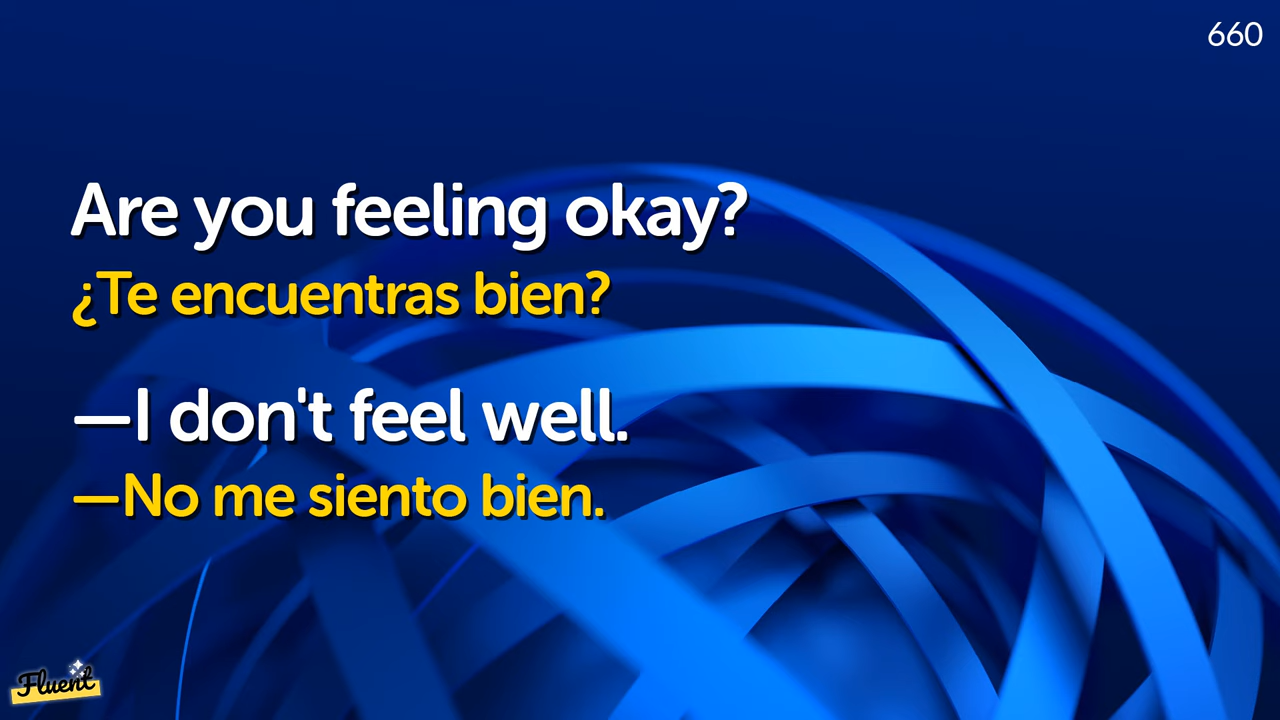 660
Are you feeling okay?
¿Te encuentras bien?
—I don't feel well.
—No me siento bien.
Fluent